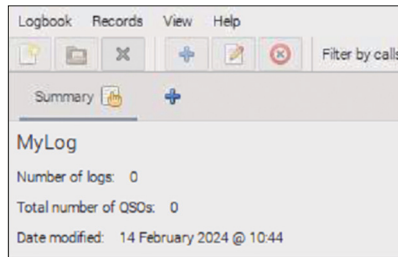 Logbook Records View Help
Filter by calls
Summary
MyLog
Number of logs: 0
Total number of QSOs: 0
Date modified: 14 February 2024 @ 10:44